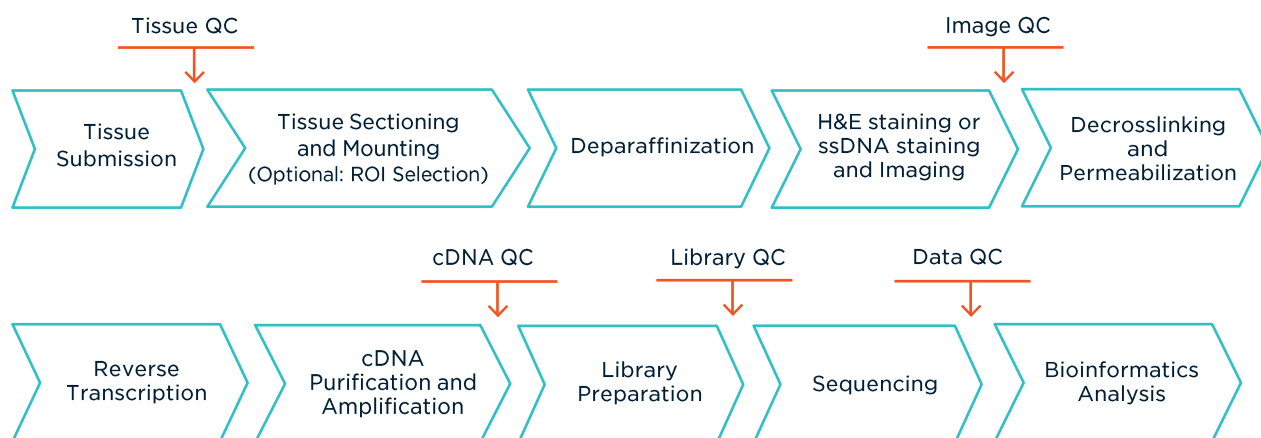 Tissue QC
Image QC
Tissue
Submission
Tissue Sectioning
and Mounting
(Optional: ROI Selection)
Deparaffinization
H&E staining or
ssDNA staining
and Imaging
Decrosslinking
and
Permeabilization
cDNA QC
Library QC
Data QC
Reverse
Transcription
cDNA
Purification and
Amplification
Library
Preparation
Sequencing
Bioinformatics
Analysis